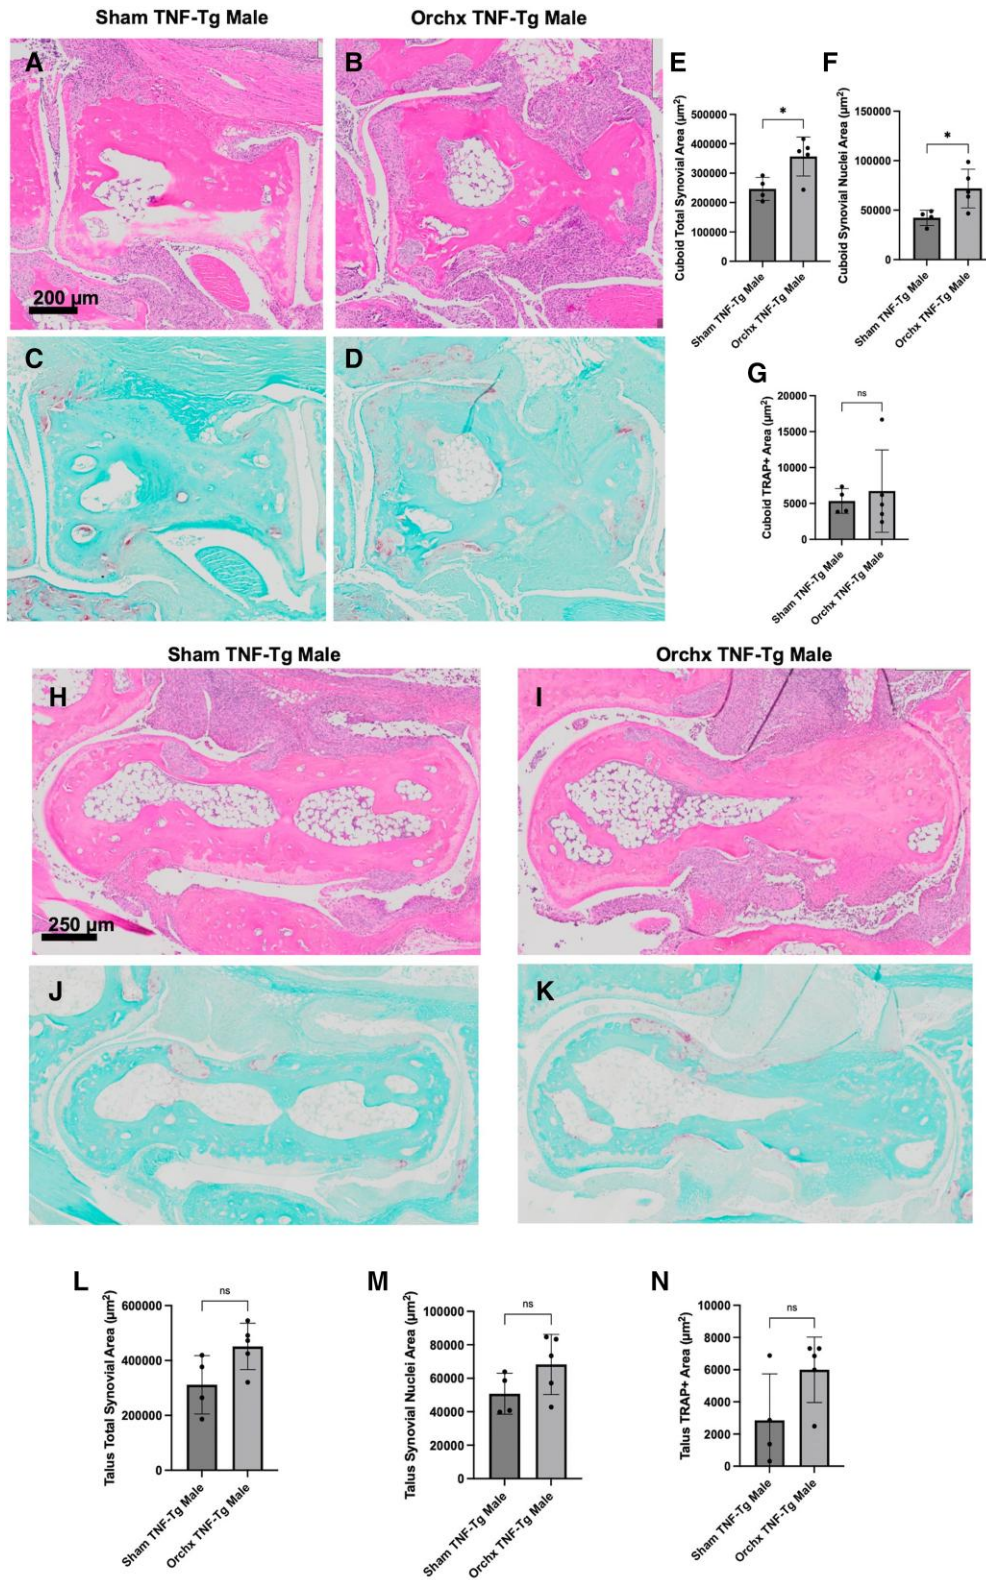 Sham TNF-Tg Male
Orchx TNF-Tg Male
A
B
200 µm
C
D
E
Cuboid Total Synovial Area (µm²)
500000
400000
300000
200000
100000
0
*
Sham TNF-Tg Male
Orchx TNF-Tg Male
F
Cuboid Synovial Nuclei Area (µm²)
150000
100000
50000
0
*
Sham TNF-Tg Male
Orchx TNF-Tg Male
G
Cuboid TRAP+ Area (µm²)
20000
15000
10000
5000
0
ns
Sham TNF-Tg Male
Orchx TNF-Tg Male
Sham TNF-Tg Male
Orchx TNF-Tg Male
H
I
250 µm
J
K
L
Talus Total Synovial Area (µm²)
600000
400000
200000
0
ns
Sham TNF-Tg Male
Orchx TNF-Tg Male
M
Talus Synovial Nuclei Area (µm²)
100000
80000
60000
40000
20000
0
ns
Sham TNF-Tg Male
Orchx TNF-Tg Male
N
Talus TRAP+ Area (µm²)
10000
8000
6000
4000
2000
0
ns
Sham TNF-Tg Male
Orchx TNF-Tg Male